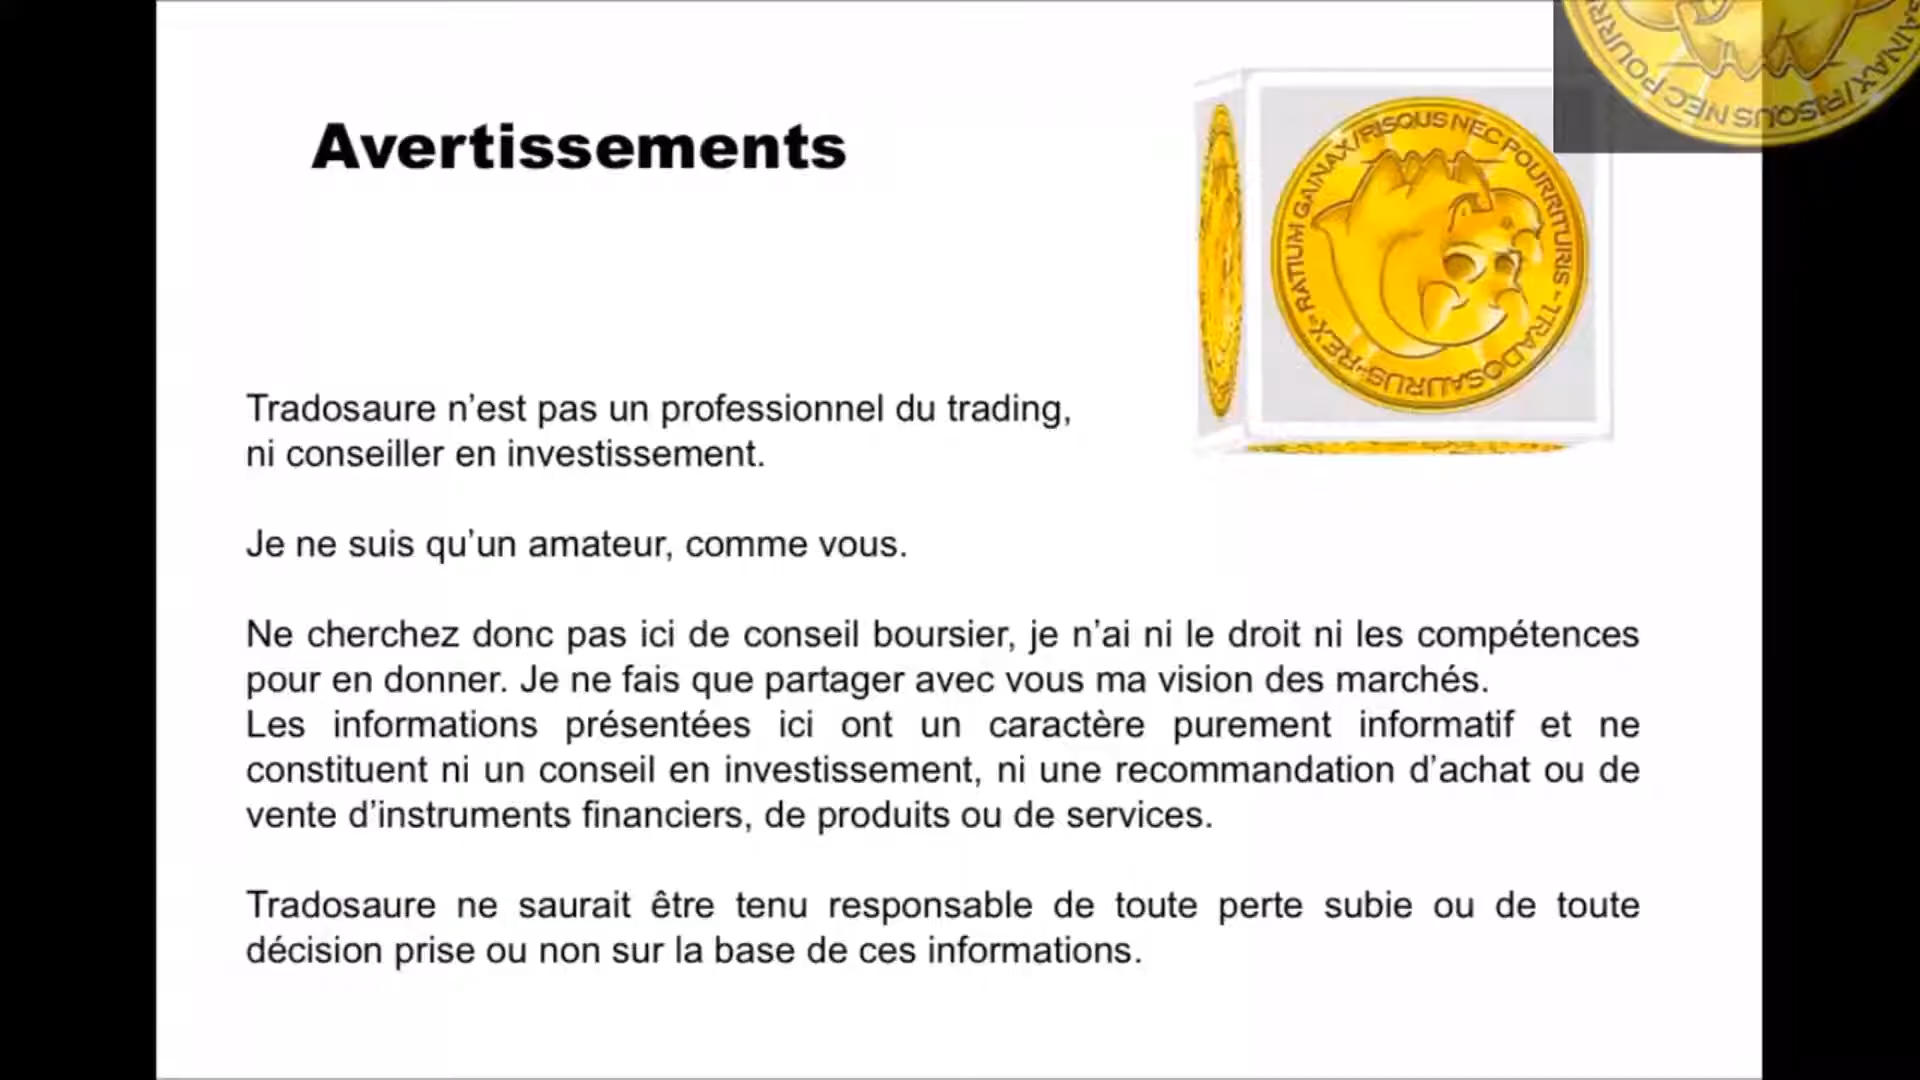 Avertissements
RATIUM GAINAX/RISQUS NEC POURRITURIS - TRADOSAURUS-REX-
POURR
GAINAX/RISQUS NEC
Tradosaure n’est pas un professionnel du trading,
ni conseiller en investissement.
Je ne suis qu’un amateur, comme vous.
Ne cherchez donc pas ici de conseil boursier, je n’ai ni le droit ni les compétences
pour en donner. Je ne fais que partager avec vous ma vision des marchés.
Les informations présentées ici ont un caractère purement informatif et ne
constituent ni un conseil en investissement, ni une recommandation d’achat ou de
vente d’instruments financiers, de produits ou de services.
Tradosaure ne saurait être tenu responsable de toute perte subie ou de toute
décision prise ou non sur la base de ces informations.